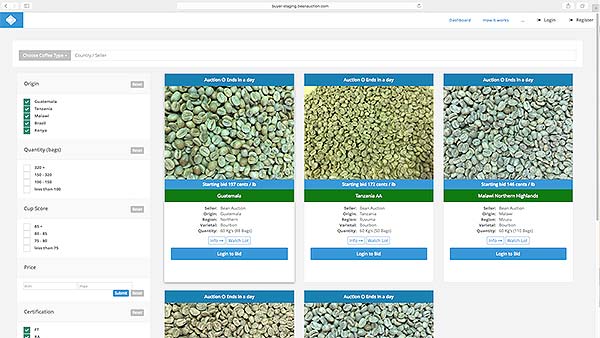 buyer-staging.beanauction.com
Dashboard How it works ... Login Register
Choose Coffee Type Country / Seller
Origin Reset
Guatemala
Tanzania
Malawi
Brazil
Kenya
Quantity (bags) Reset
320 +
150 - 320
100 - 150
less than 100
Cup Score Reset
85 +
80 - 85
75 - 80
less than 75
Price
min max
Submit Reset
Certification Reset
FT
AA
Auction Ends in a day
Starting bid 197 cents / lb
Guatemala
Seller: Bean Auction
Origin: Guatemala
Region: Northern
Varietal: Bourbon
Quantity: 60 Kg's (88 Bags)
Info Watch List
Login to Bid
Auction Ends in a day
Starting bid 172 cents / lb
Tanzania AA
Seller: Bean Auction
Origin: Tanzania
Region: Ruvuma
Varietal: Bourbon
Quantity: 60 Kg's (50 Bags)
Info Watch List
Login to Bid
Auction Ends in a day
Starting bid 146 cents / lb
Malawi Northern Highlands
Seller: Bean Auction
Origin: Malawi
Region: Mzuzu
Varietal: Bourbon
Quantity: 60 Kg's (110 Bags)
Info Watch List
Login to Bid
Auction Ends in a day
Auction Ends in a day